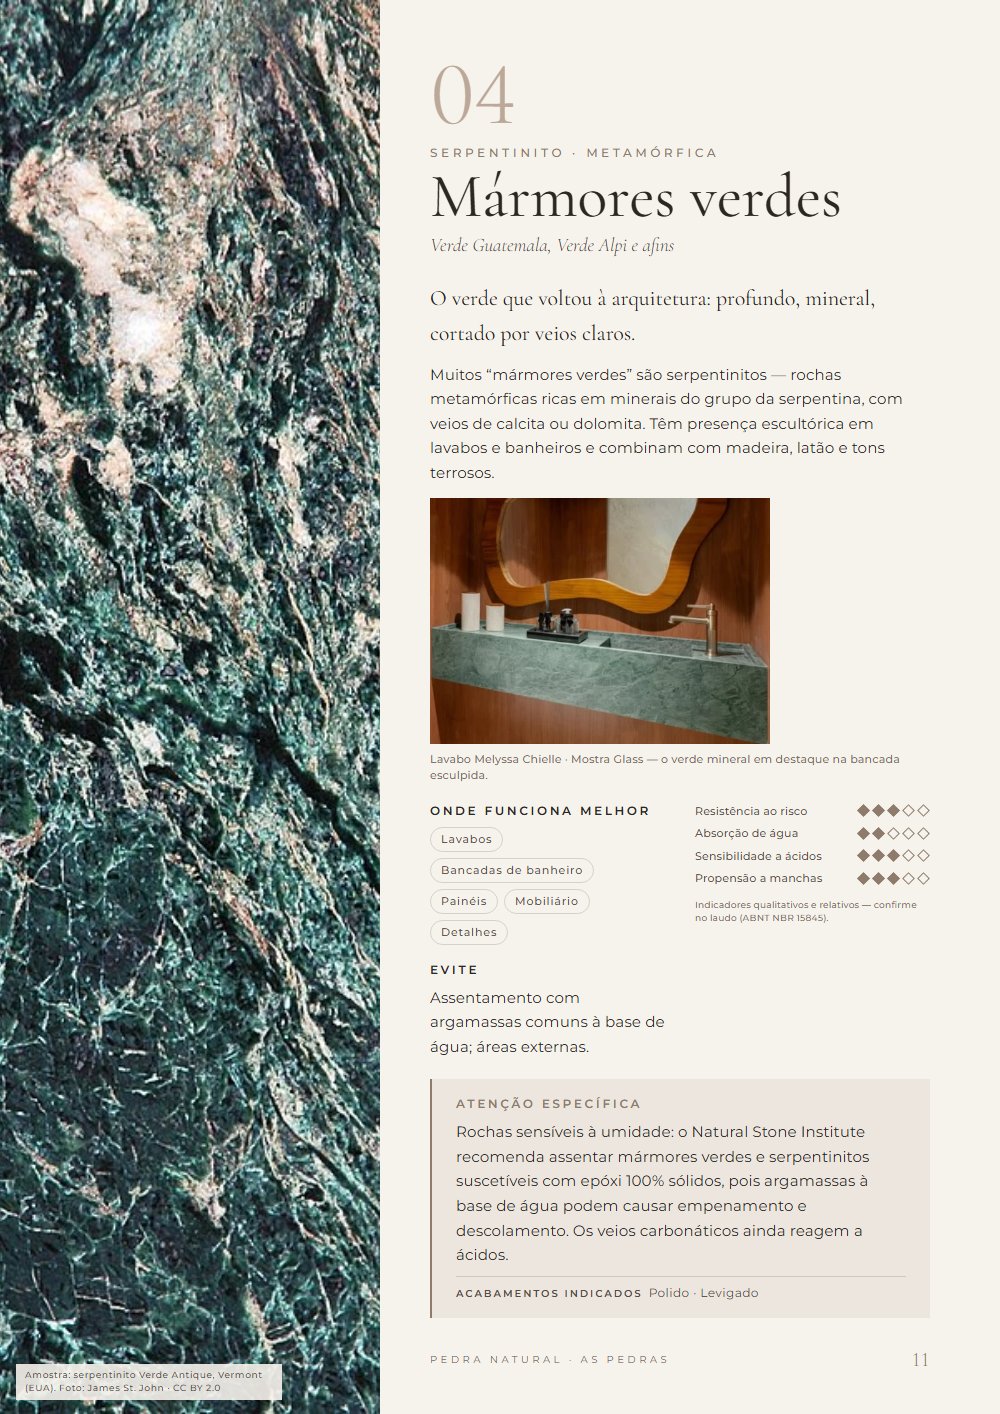 04
SERPENTINITO · METAMÓRFICA
Mármores verdes
Verde Guatemala, Verde Alpi e afins
O verde que voltou à arquitetura: profundo, mineral,
cortado por veios claros.
Muitos “mármores verdes” são serpentinitos — rochas
metamórficas ricas em minerais do grupo da serpentina, com
veios de calcita ou dolomita. Têm presença escultórica em
lavabos e banheiros e combinam com madeira, latão e tons
terrosos.
Lavabo Melyssa Chielle · Mostra Glass — o verde mineral em destaque na bancada
esculpida.
ONDE FUNCIONA MELHOR
Lavabos
Bancadas de banheiro
Painéis Mobiliário
Detalhes
EVITE
Assentamento com
argamassas comuns à base de
água; áreas externas.
Resistência ao risco ◆◆◆◇◇
Absorção de água ◆◆◇◇◇
Sensibilidade a ácidos ◆◆◆◇◇
Propensão a manchas ◆◆◆◇◇
Indicadores qualitativos e relativos — confirme
no laudo (ABNT NBR 15845).
ATENÇÃO ESPECÍFICA
Rochas sensíveis à umidade: o Natural Stone Institute
recomenda assentar mármores verdes e serpentinitos
suscetíveis com epóxi 100% sólidos, pois argamassas à
base de água podem causar empenamento e
descolamento. Os veios carbonáticos ainda reagem a
ácidos.
ACABAMENTOS INDICADOS Polido · Levigado
Amostra: serpentinito Verde Antique, Vermont
(EUA). Foto: James St. John · CC BY 2.0
PEDRA NATURAL · AS PEDRAS 11